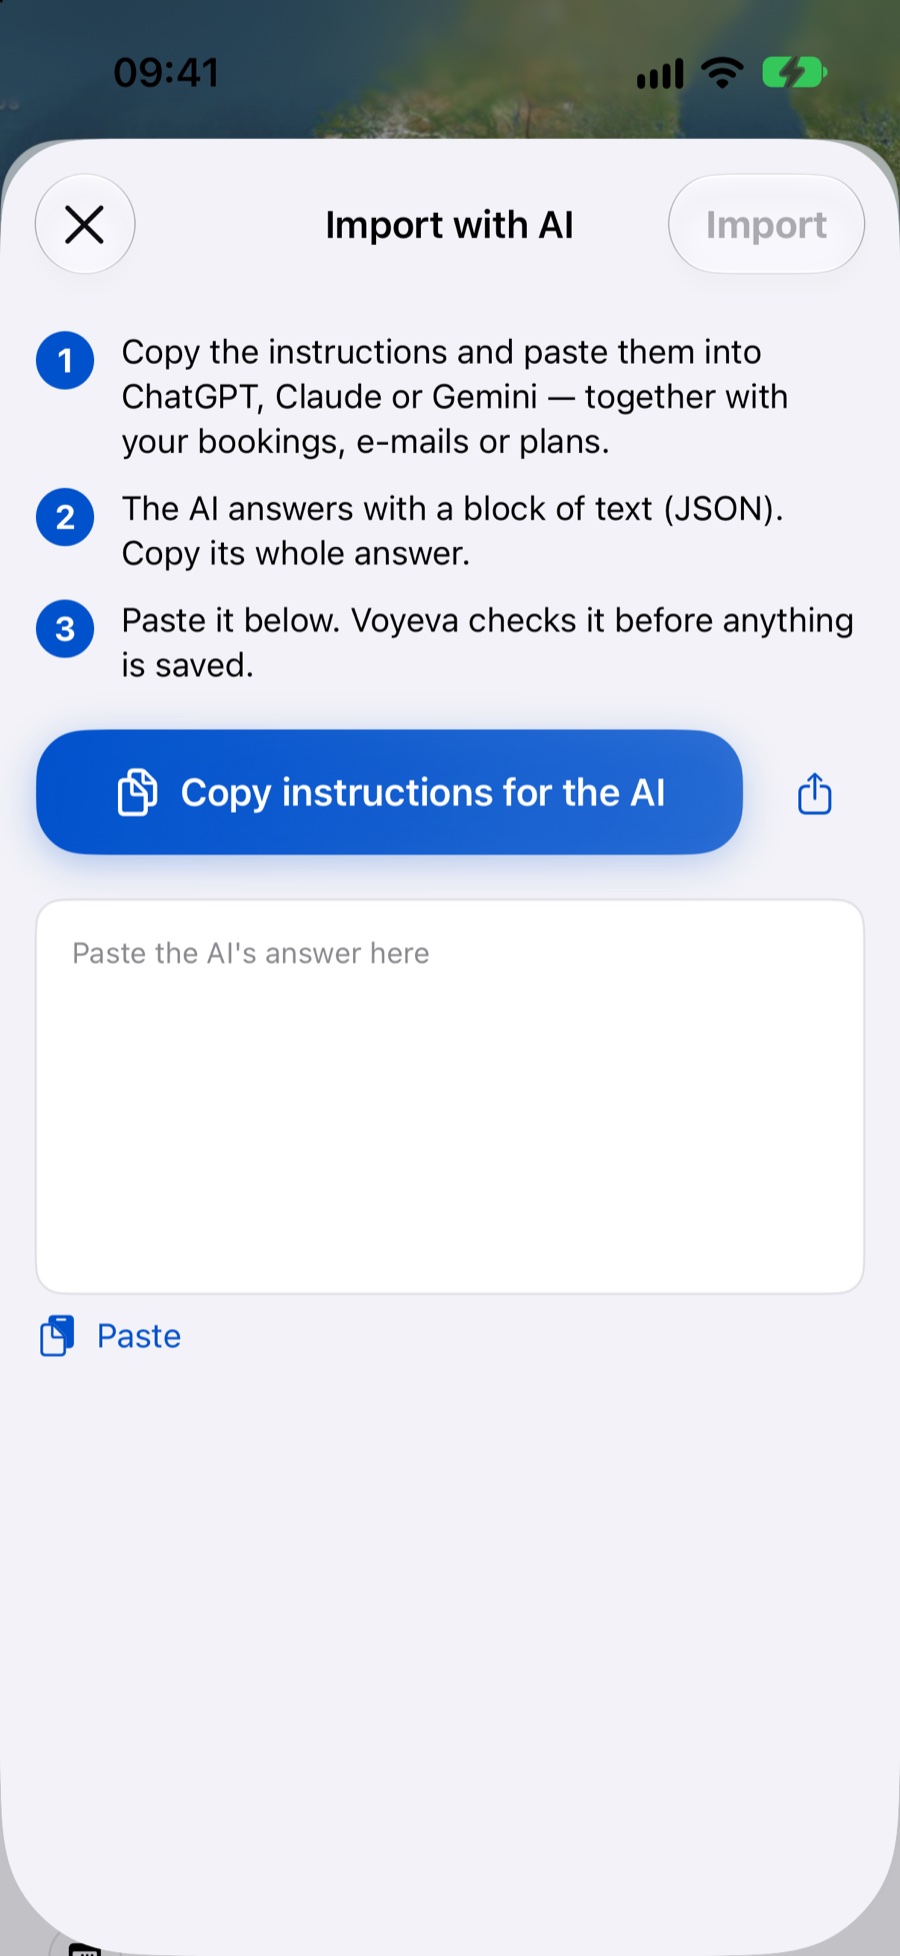 09:41
Import with AI
Import
1
Copy the instructions and paste them into
ChatGPT, Claude or Gemini — together with
your bookings, e-mails or plans.
2
The AI answers with a block of text (JSON).
Copy its whole answer.
3
Paste it below. Voyeva checks it before anything
is saved.
Copy instructions for the AI
Paste the AI's answer here
Paste